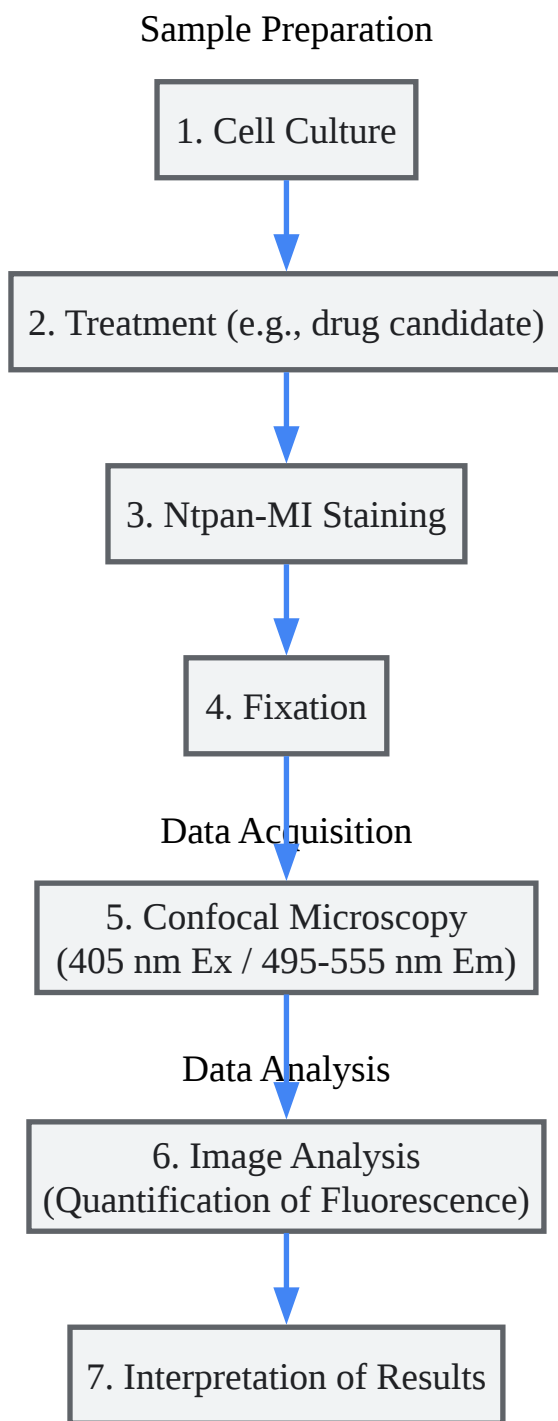 Sample Preparation
1. Cell Culture
2. Treatment (e.g., drug candidate)
3. Ntpan-MI Staining
4. Fixation
Data Acquisition
5. Confocal Microscopy
(405 nm Ex / 495-555 nm Em)
Data Analysis
6. Image Analysis
(Quantification of Fluorescence)
7. Interpretation of Results